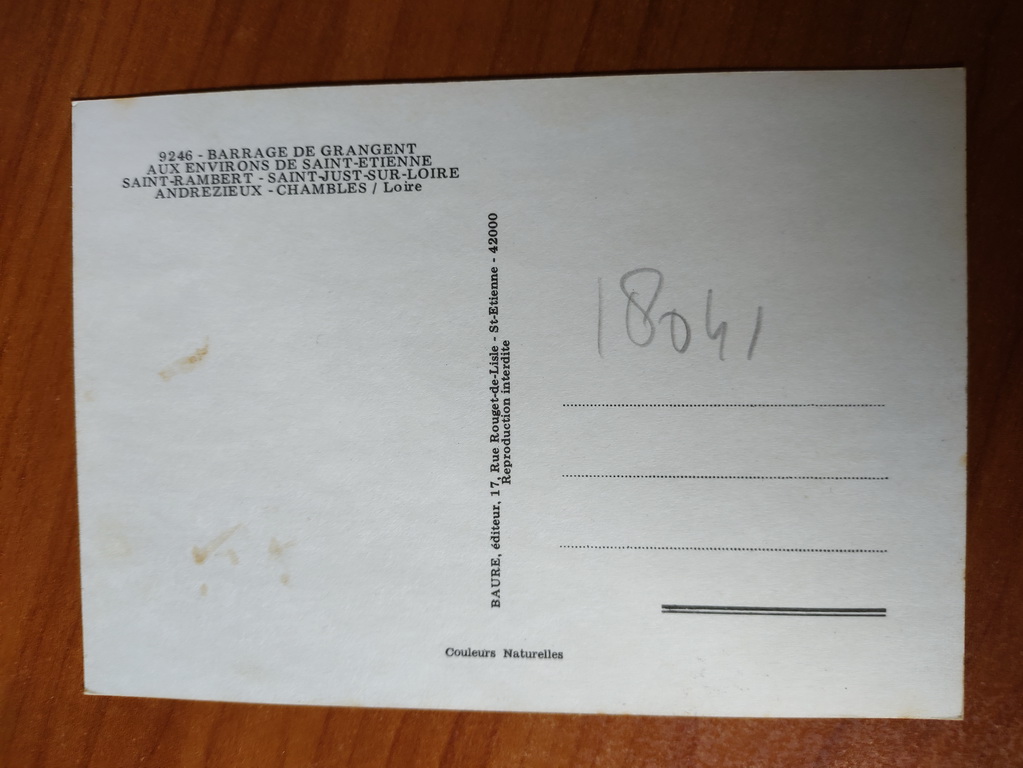 9246 - BARRAGE DE GRANGENT
AUX ENVIRONS DE SAINT-ETIENNE
SAINT-RAMBERT - SAINT-JUST-SUR-LOIRE
ANDREZIEUX - CHAMBLES / Loire
BAURE, éditeur, 17, Rue Rouget-de-Lisle - St-Etienne - 42000
Reproduction interdite
18041
Couleurs Naturelles